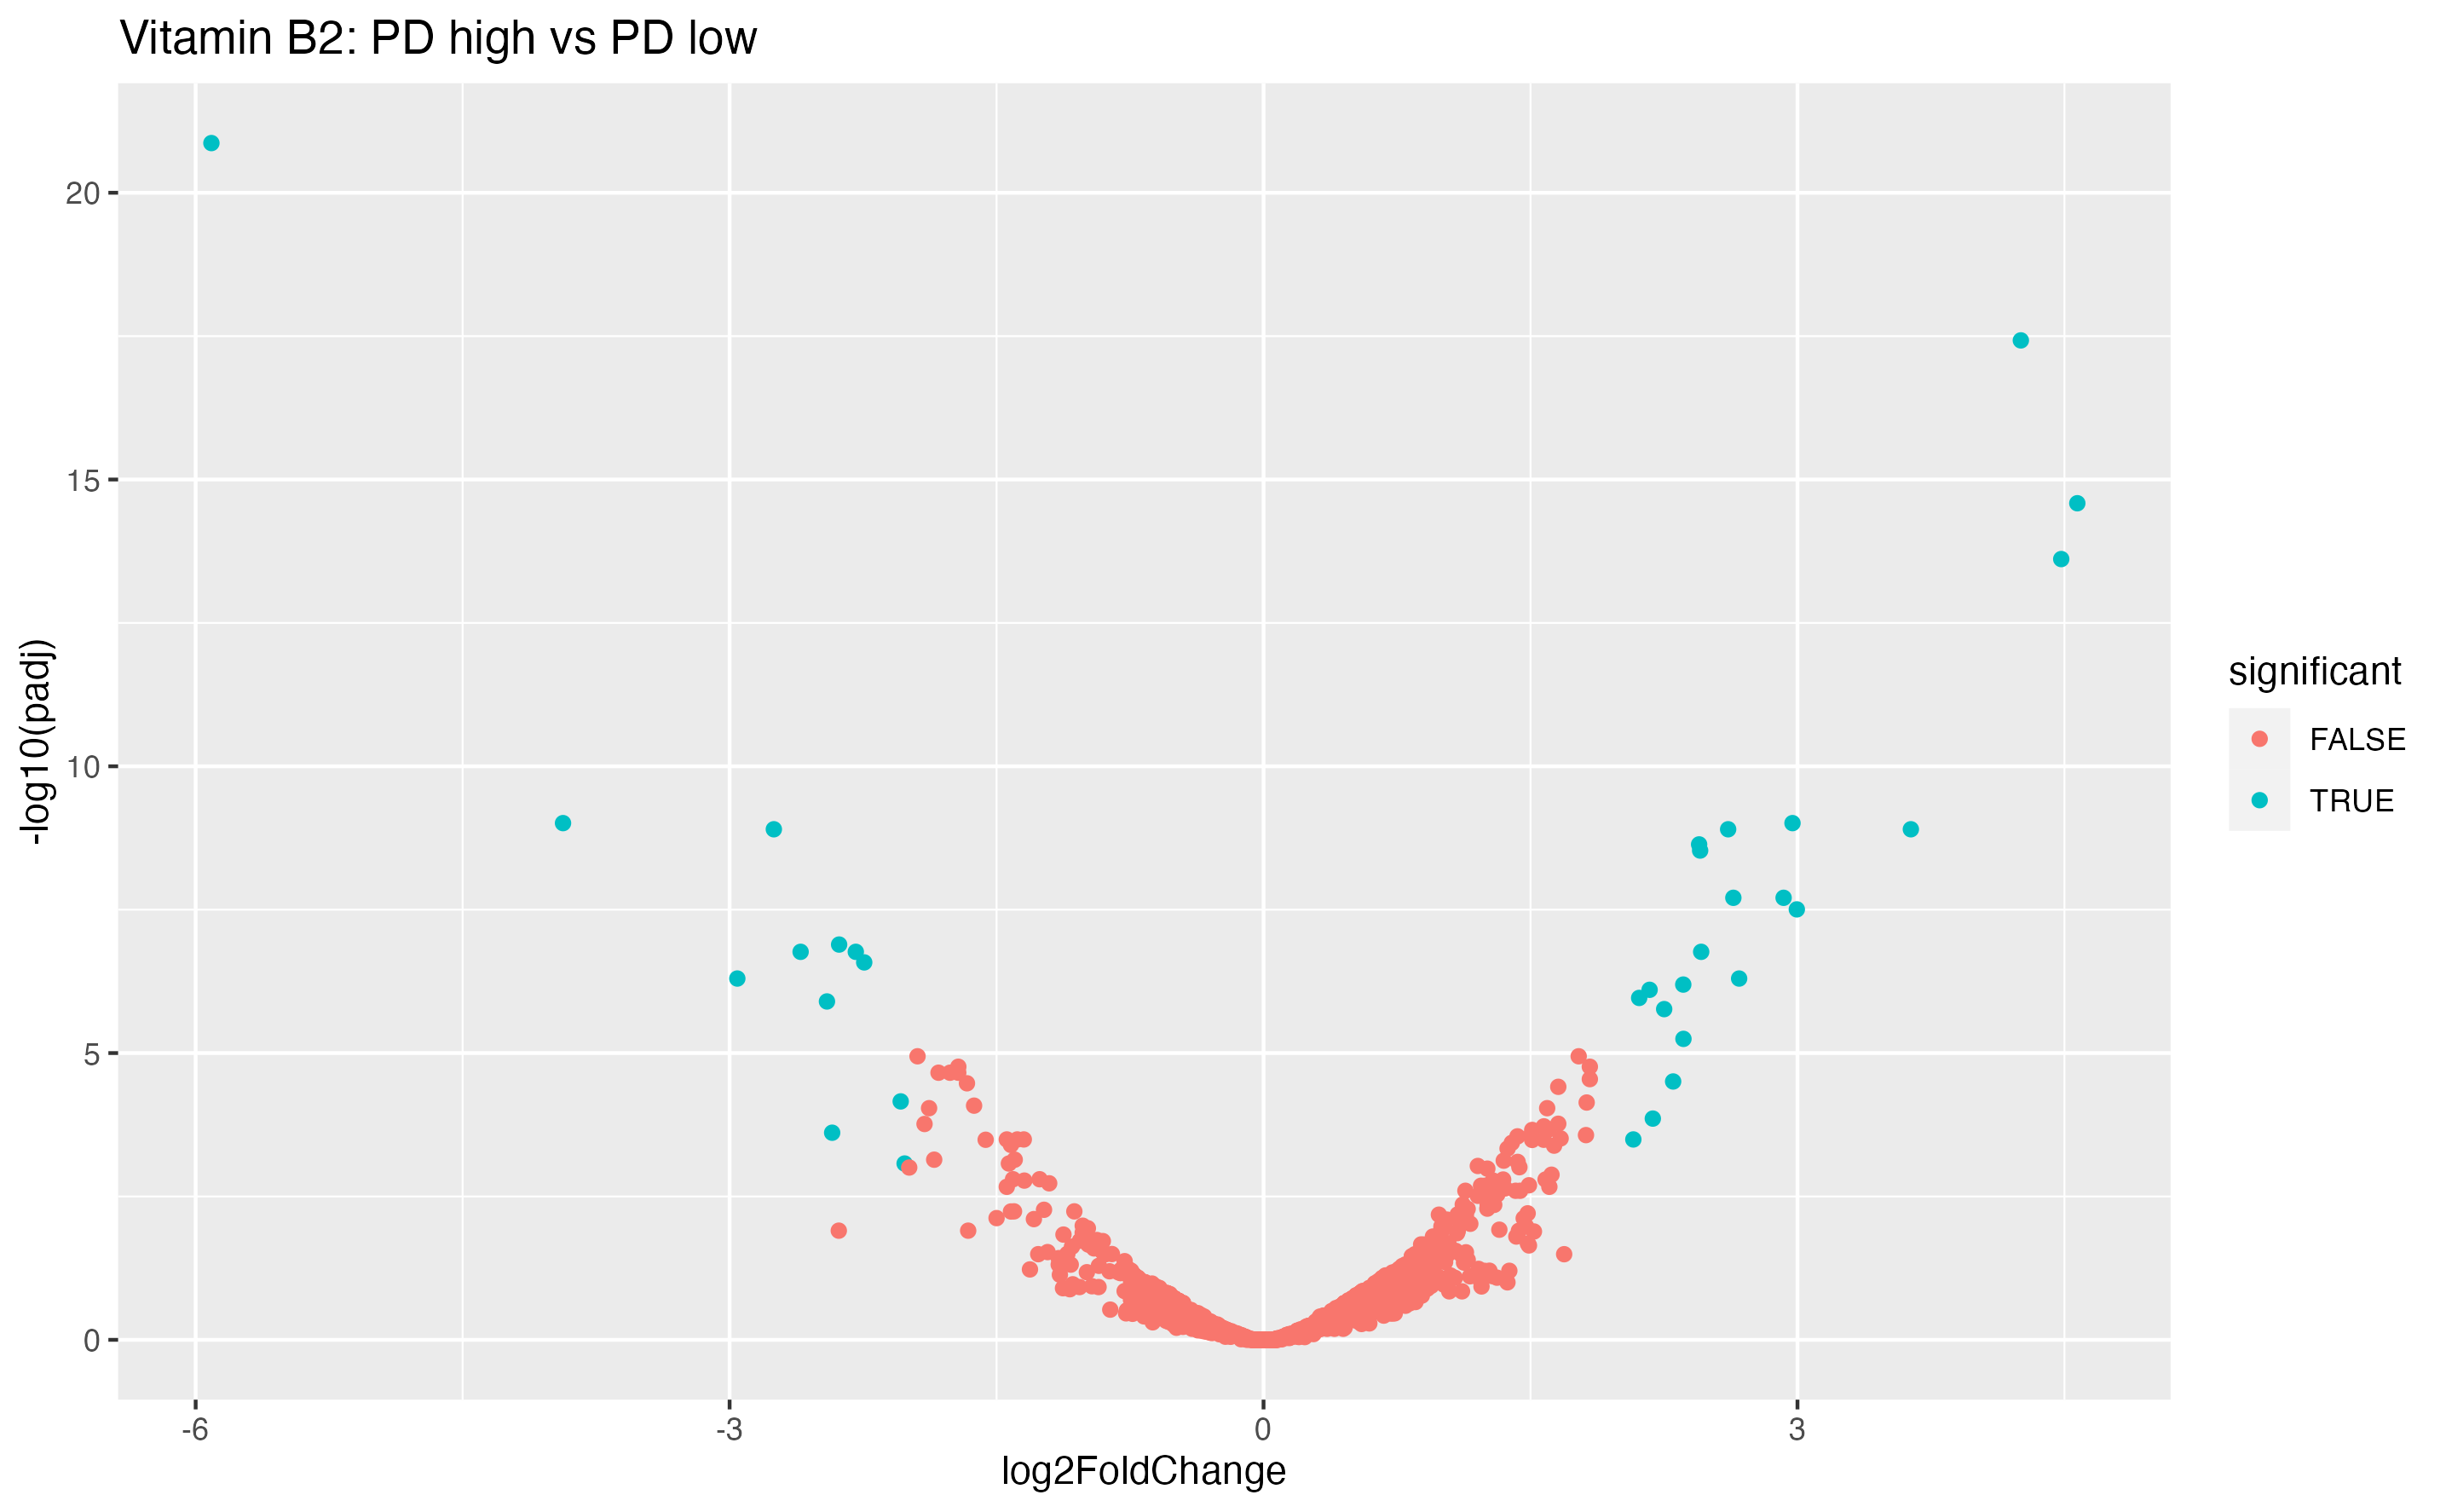 Vitamin B2: PD high vs PD low
-log10(padj)
20
15
10
5
0
-6
-3
0
3
log2FoldChange
significant
FALSE
TRUE